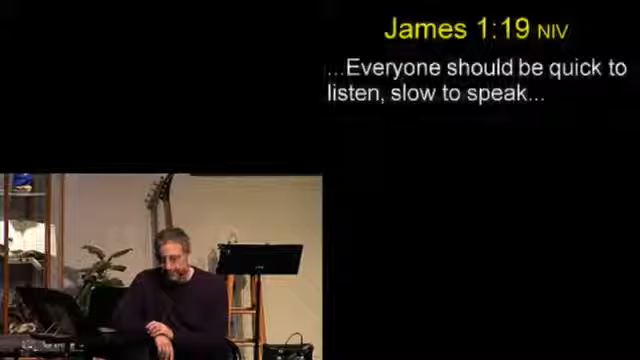 James 1:19 NIV
...Everyone should be quick to
listen, slow to speak...